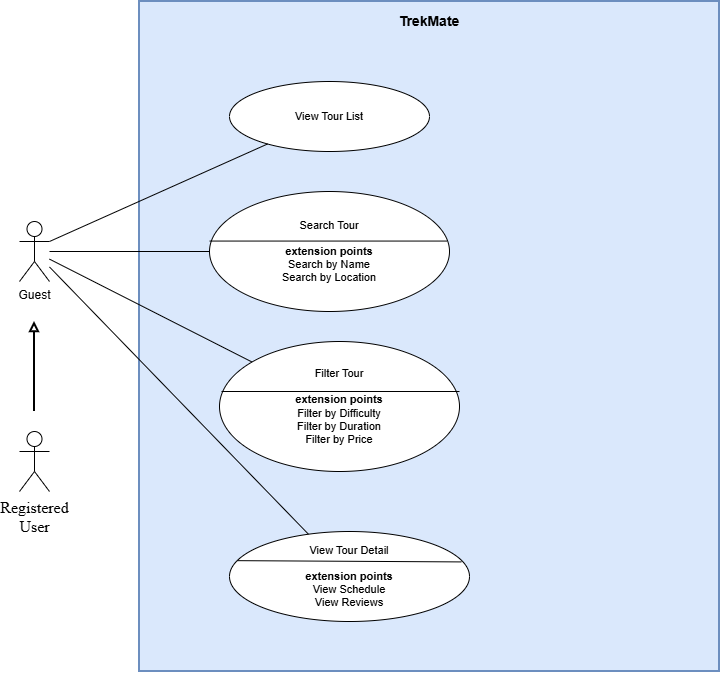 TrekMate
View Tour List
Search Tour
extension points
Search by Name
Search by Location
Guest
Filter Tour
extension points
Filter by Difficulty
Filter by Duration
Filter by Price
Registered
User
View Tour Detail
extension points
View Schedule
View Reviews